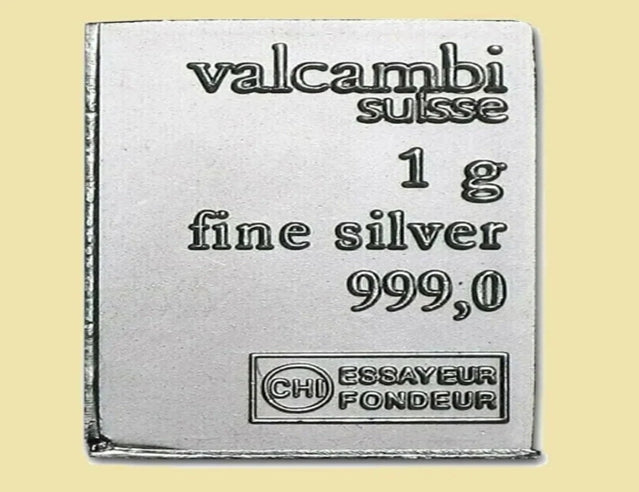 valcambi
suisse
1 g
fine silver
999,0
CHI ESSAYEUR
FONDEUR